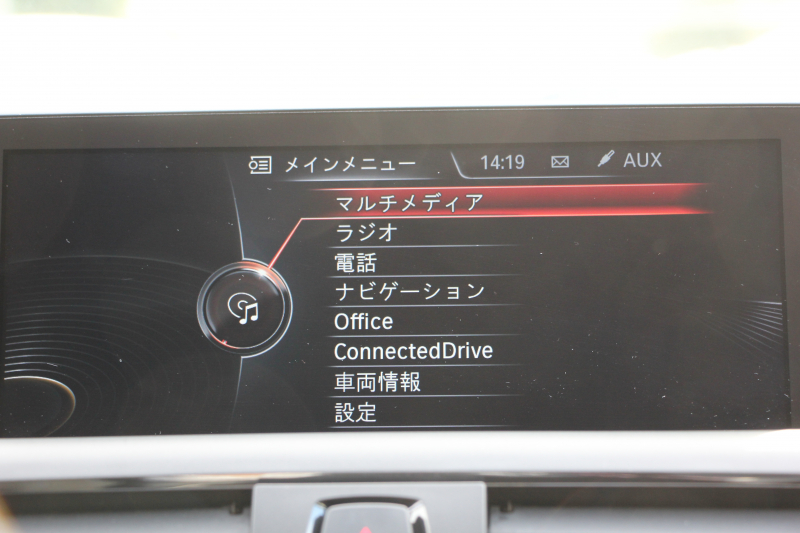 メインメニュー 14:19 AUX
マルチメディア
ラジオ
電話
ナビゲーション
Office
ConnectedDrive
車両情報
設定